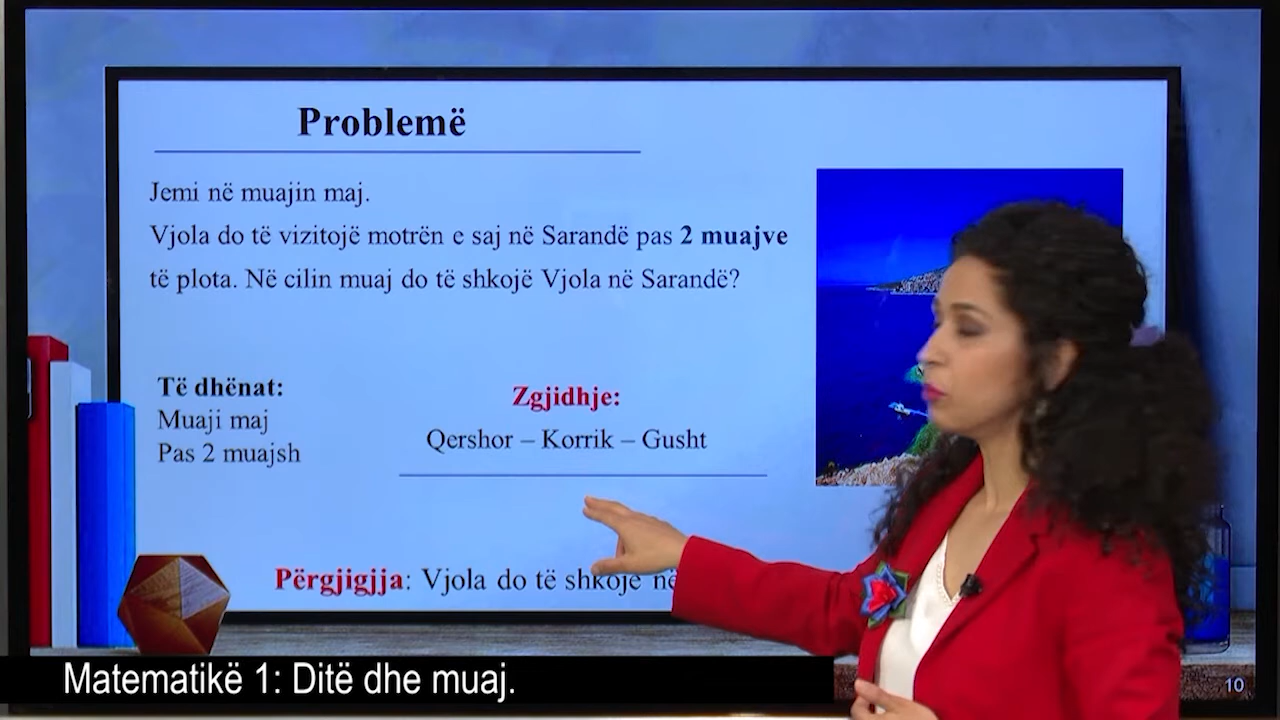 Problemë
Jemi në muajin maj.
Vjola do të vizitojë motrën e saj në Sarandë pas 2 muajve
të plota. Në cilin muaj do të shkojë Vjola në Sarandë?
Të dhënat:
Muaji maj
Pas 2 muajsh
Zgjidhje:
Qershor – Korrik – Gusht
Përgjigjja: Vjola do të shkojë në
Matematikë 1: Ditë dhe muaj.
10